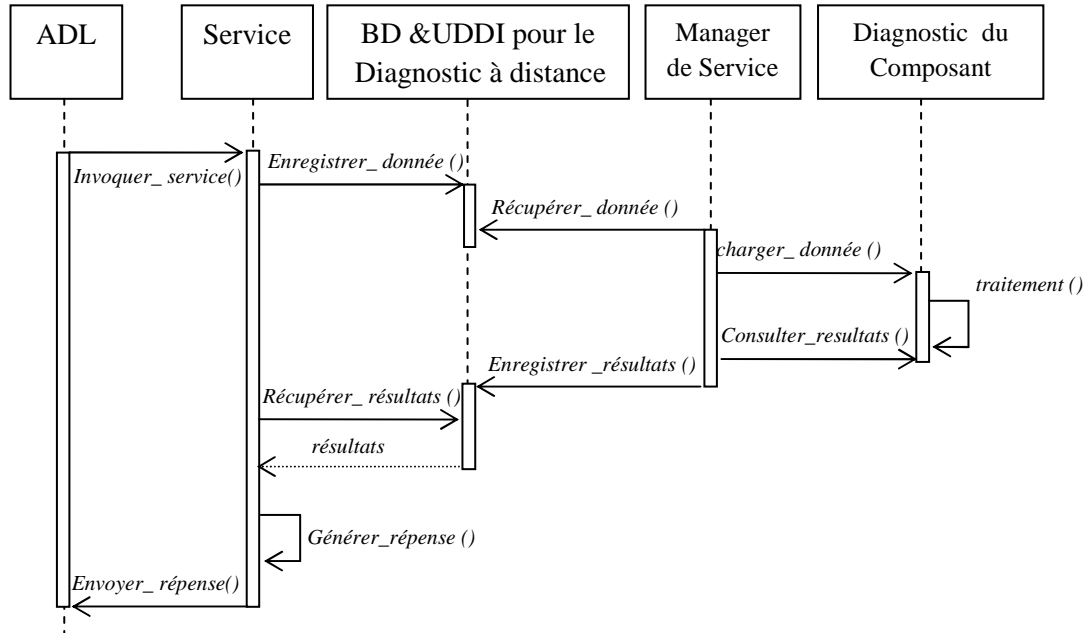 ADL
Service
BD &UDDI pour le
Diagnostic à distance
Manager
de Service
Diagnostic du
Composant
Invoquer_ service()
Enregistrer_ donnée ()
Récupérer_ donnée ()
charger_ donnée ()
traitement ()
Consulter_resultats ()
Enregistrer _résultats ()
Récupérer_ résultats ()
résultats
Générer_répense ()
Envoyer_ répense()